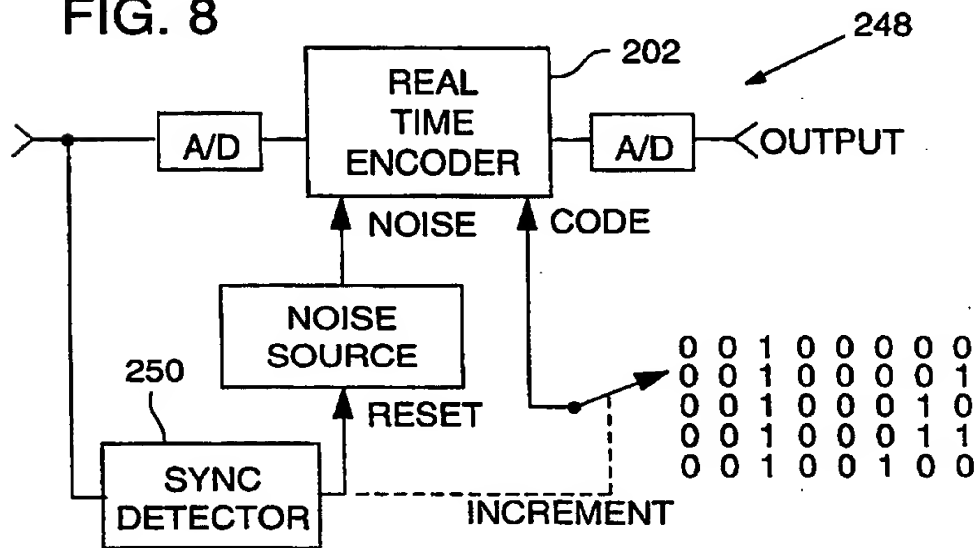 FIG. 8
248
202
REAL
TIME
ENCODER
A/D
A/D
OUTPUT
NOISE
CODE
NOISE
SOURCE
250
RESET
SYNC
DETECTOR
INCREMENT
0 0 1 0 0 0 0 0
0 0 1 0 0 0 0 1
0 0 1 0 0 0 1 0
0 0 1 0 0 0 1 1
0 0 1 0 0 1 0 0